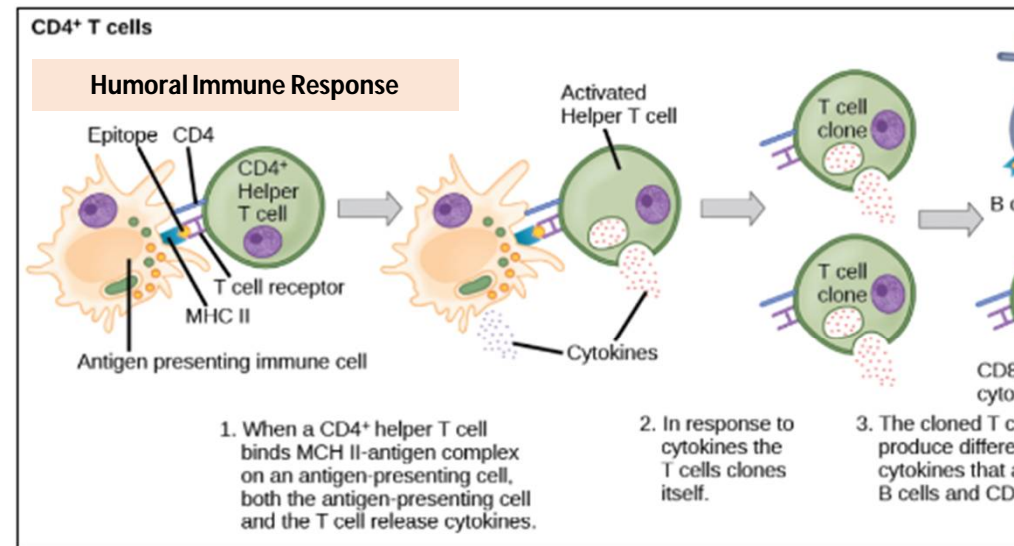 CD4⁺ T cells
Humoral Immune Response
Epitope CD4
CD4⁺
Helper
T cell
T cell receptor
MHC II
Antigen presenting immune cell
Activated
Helper T cell
Cytokines
T cell
clone
T cell
clone
B c
CD8
cyto
1. When a CD4⁺ helper T cell
binds MCH II-antigen complex
on an antigen-presenting cell,
both the antigen-presenting cell
and the T cell release cytokines.
2. In response to
cytokines the
T cells clones
itself.
3. The cloned T c
produce differe
cytokines that a
B cells and CD